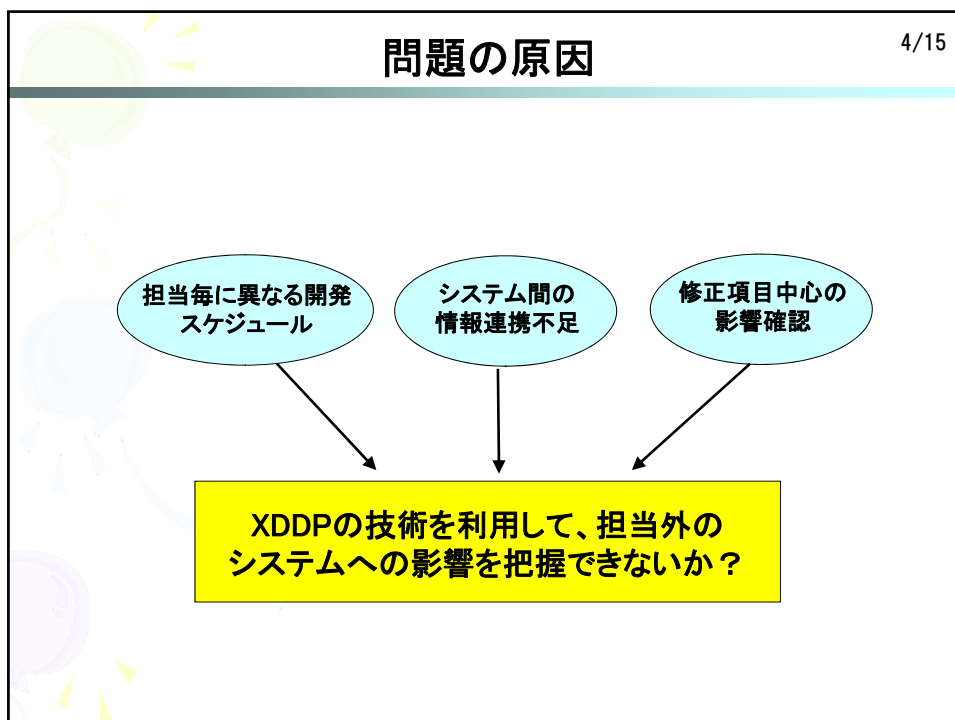 問題の原因
4/15
担当毎に異なる開発
スケジュール
システム間の
情報連携不足
修正項目中心の
影響確認
XDDPの技術を利用して、担当外の
システムへの影響を把握できないか？